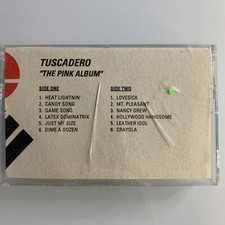 TUSCADERO
"THE PINK ALBUM"
SIDE ONE
1. HEAT LIGHTNIN'
2. CANDY SONG
3. GAME SONG
4. LATEX DOMINATRIX
5. JUST MY SIZE
6. DIME A DOZEN
SIDE TWO
1. LOVESICK
2. MT. PLEASANT
3. NANCY DREW
4. HOLLYWOOD HANDSOME
5. LEATHER IDOL
6. CRAYOLA